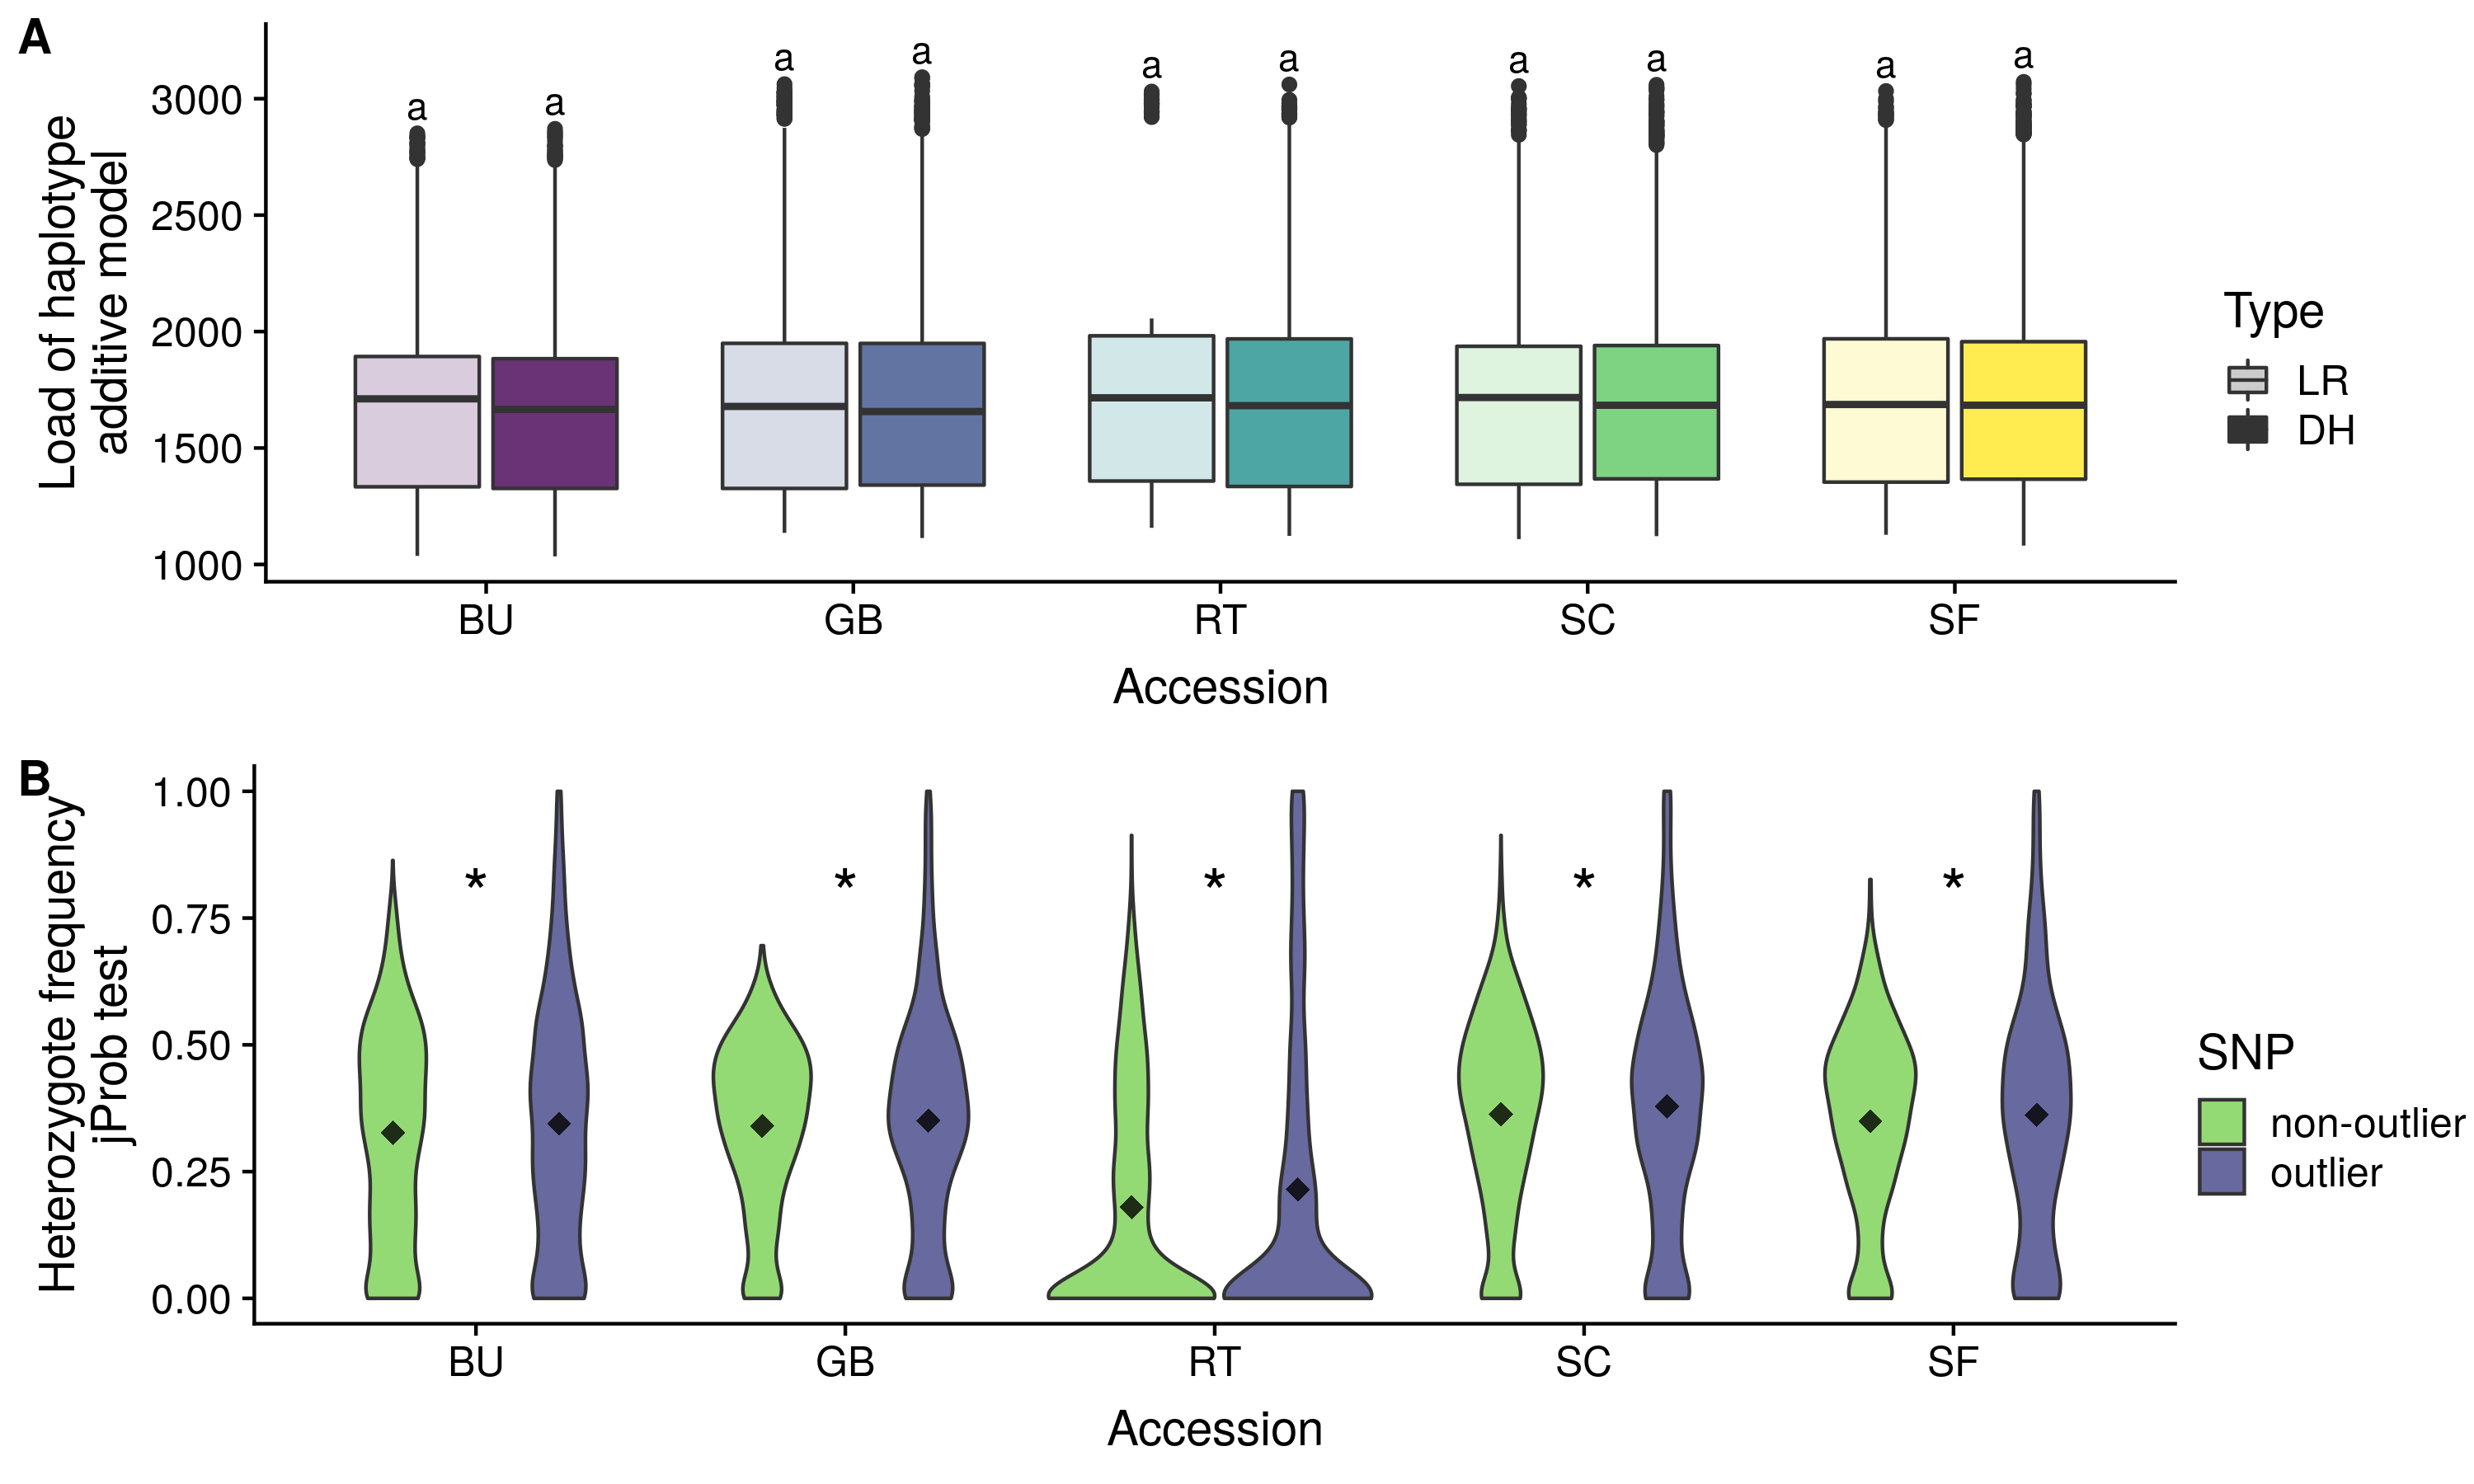 A
Load of haplotype
additive model
3000
2500
2000
1500
1000
a a a a a a a a a a
BU GB RT SC SF
Accession
Type
LR
DH
B
Heterozygote frequency
jProb test
1.00
0.75
0.50
0.25
0.00
* * * * *
BU GB RT SC SF
Accession
SNP
non-outlier
outlier